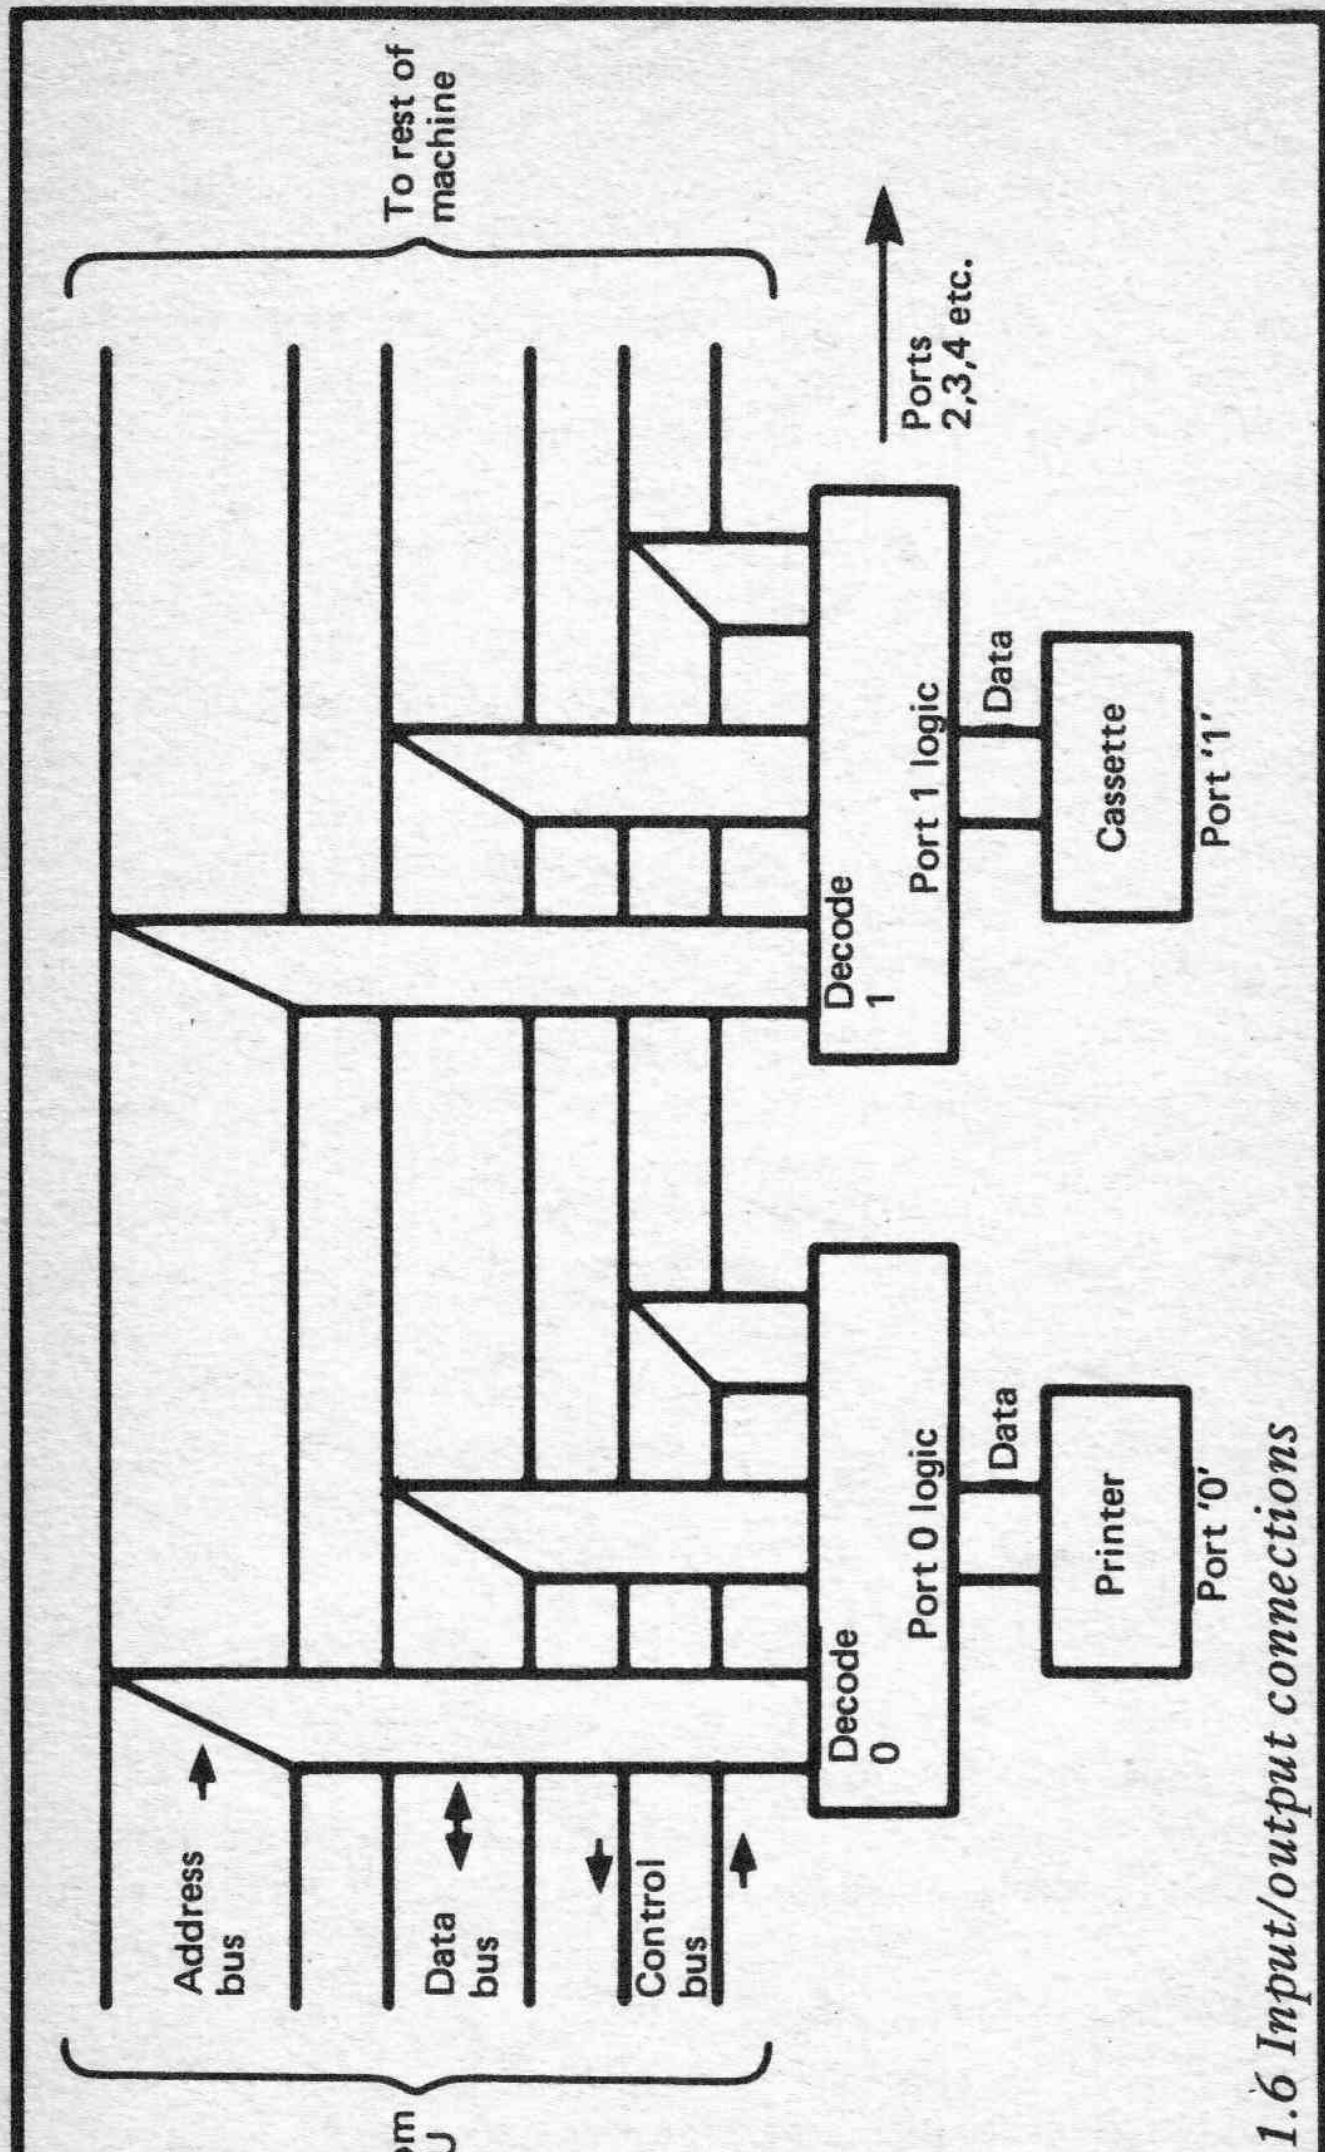 To rest of
machine
Address
bus
Data
bus
Control
bus
Decode
0
Port 0 logic
Data
Printer
Port ‘0’
Decode
1
Port 1 logic
Data
Cassette
Port ‘1’
Ports
2,3,4 etc.
1.6 Input/output connections